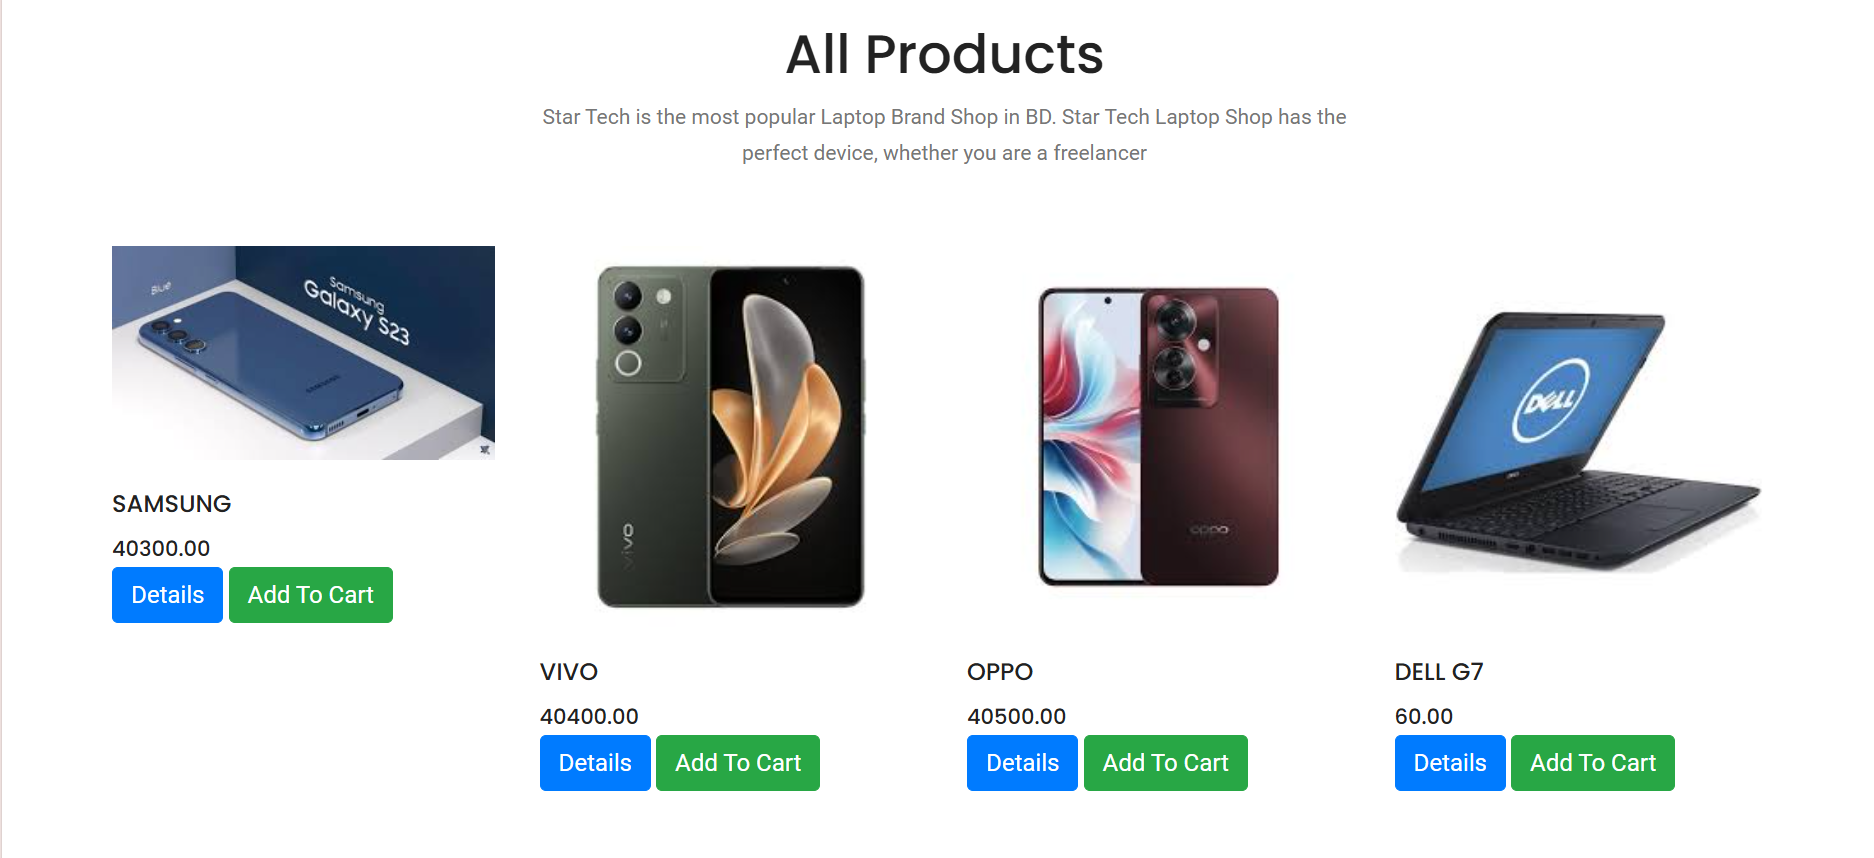 All Products
Star Tech is the most popular Laptop Brand Shop in BD. Star Tech Laptop Shop has the
perfect device, whether you are a freelancer
Blue
Samsung
Galaxy S23
SAMSUNG
SAMSUNG
40300.00
Details
Add To Cart
vivo
VIVO
40400.00
Details
Add To Cart
oppo
OPPO
40500.00
Details
Add To Cart
DELL
DELL
DELL G7
60.00
Details
Add To Cart